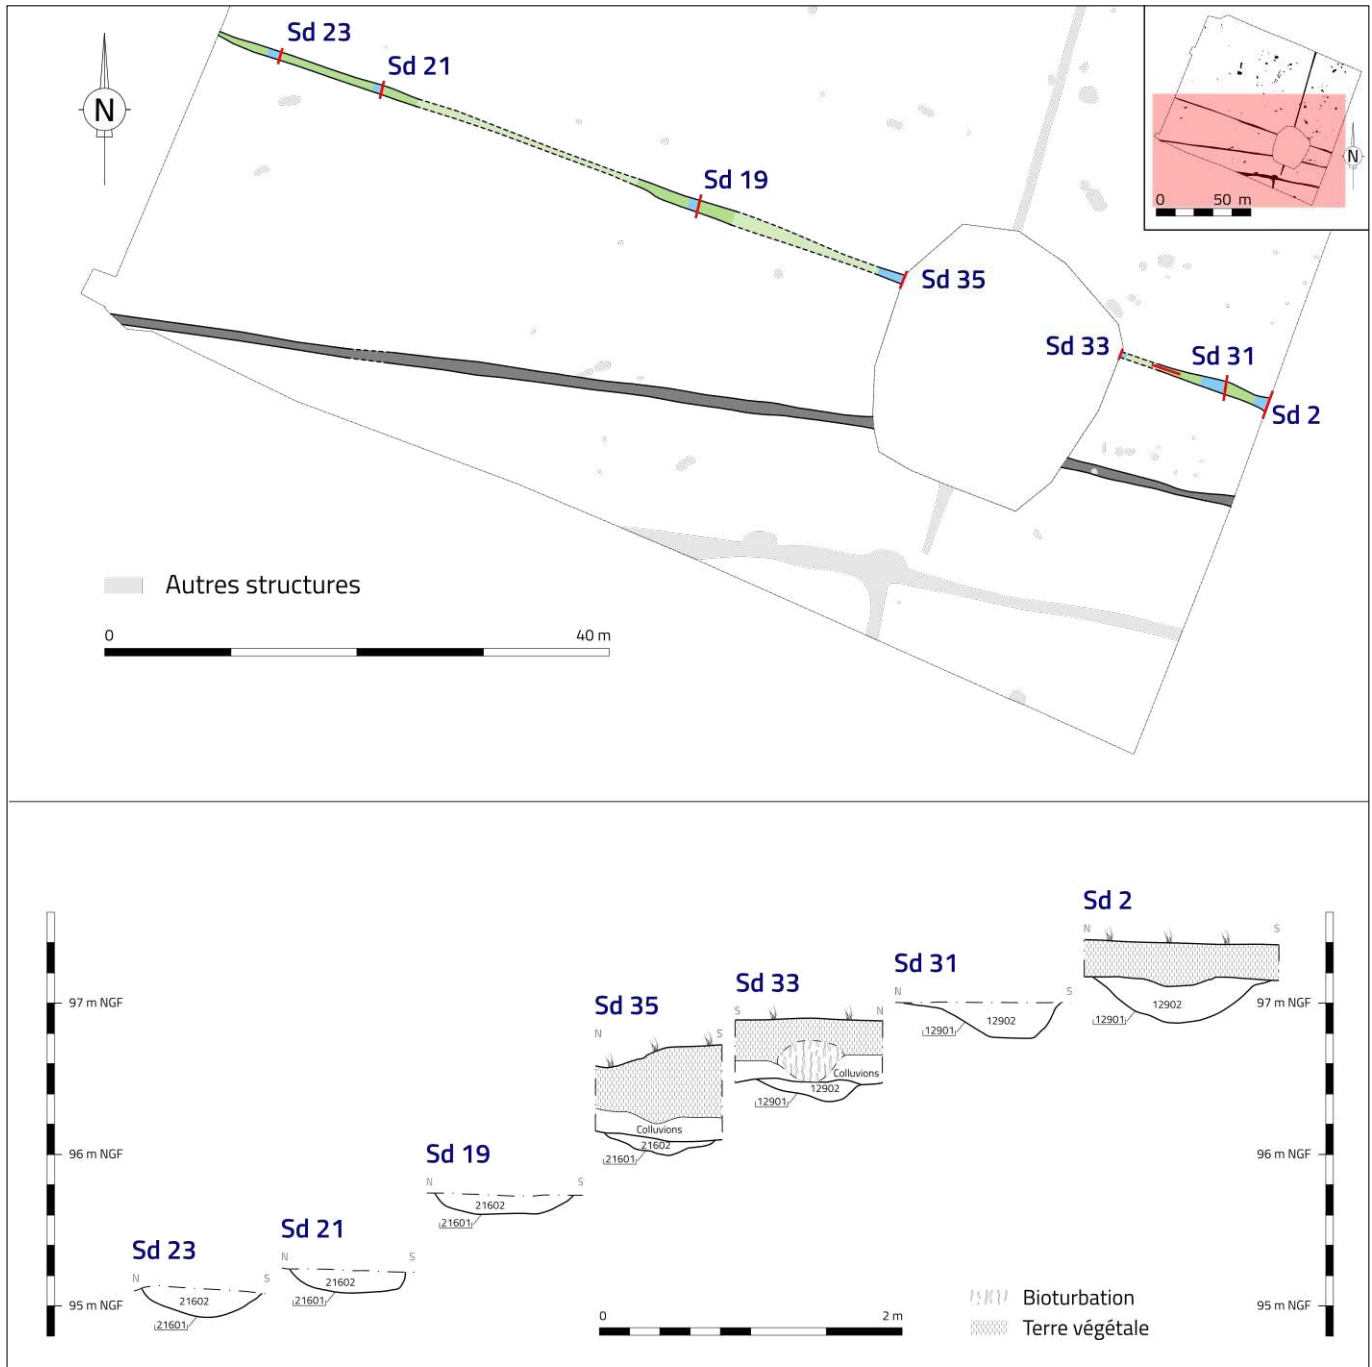 Sd 23
Sd 21
Sd 19
Sd 35
Sd 33
Sd 31
Sd 2
N
N
0 50 m
Autres structures
0 40 m
97 m NGF
96 m NGF
95 m NGF
Sd 23
N S
21602
21601
Sd 21
N S
21602
21601
Sd 19
N S
21602
21601
Sd 35
N S
Colluvions
21602
21601
Sd 33
S N
Colluvions
12902
12901
Sd 31
N S
12902
12901
Sd 2
N S
12902
12901
97 m NGF
96 m NGF
95 m NGF
0 2 m
Bioturbation
Terre végétale